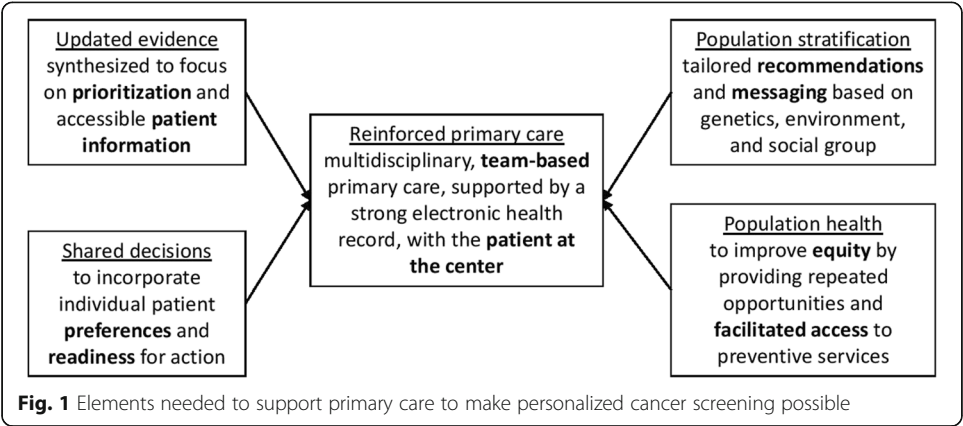 Updated evidence
synthesized to focus
on prioritization and
accessible patient
information
Shared decisions
to incorporate
individual patient
preferences and
readiness for action
Reinforced primary care
multidisciplinary, team-based
primary care, supported by a
strong electronic health
record, with the patient at
the center
Population stratification
tailored recommendations
and messaging based on
genetics, environment,
and social group
Population health
to improve equity by
providing repeated
opportunities and
facilitated access to
preventive services
Fig. 1 Elements needed to support primary care to make personalized cancer screening possible